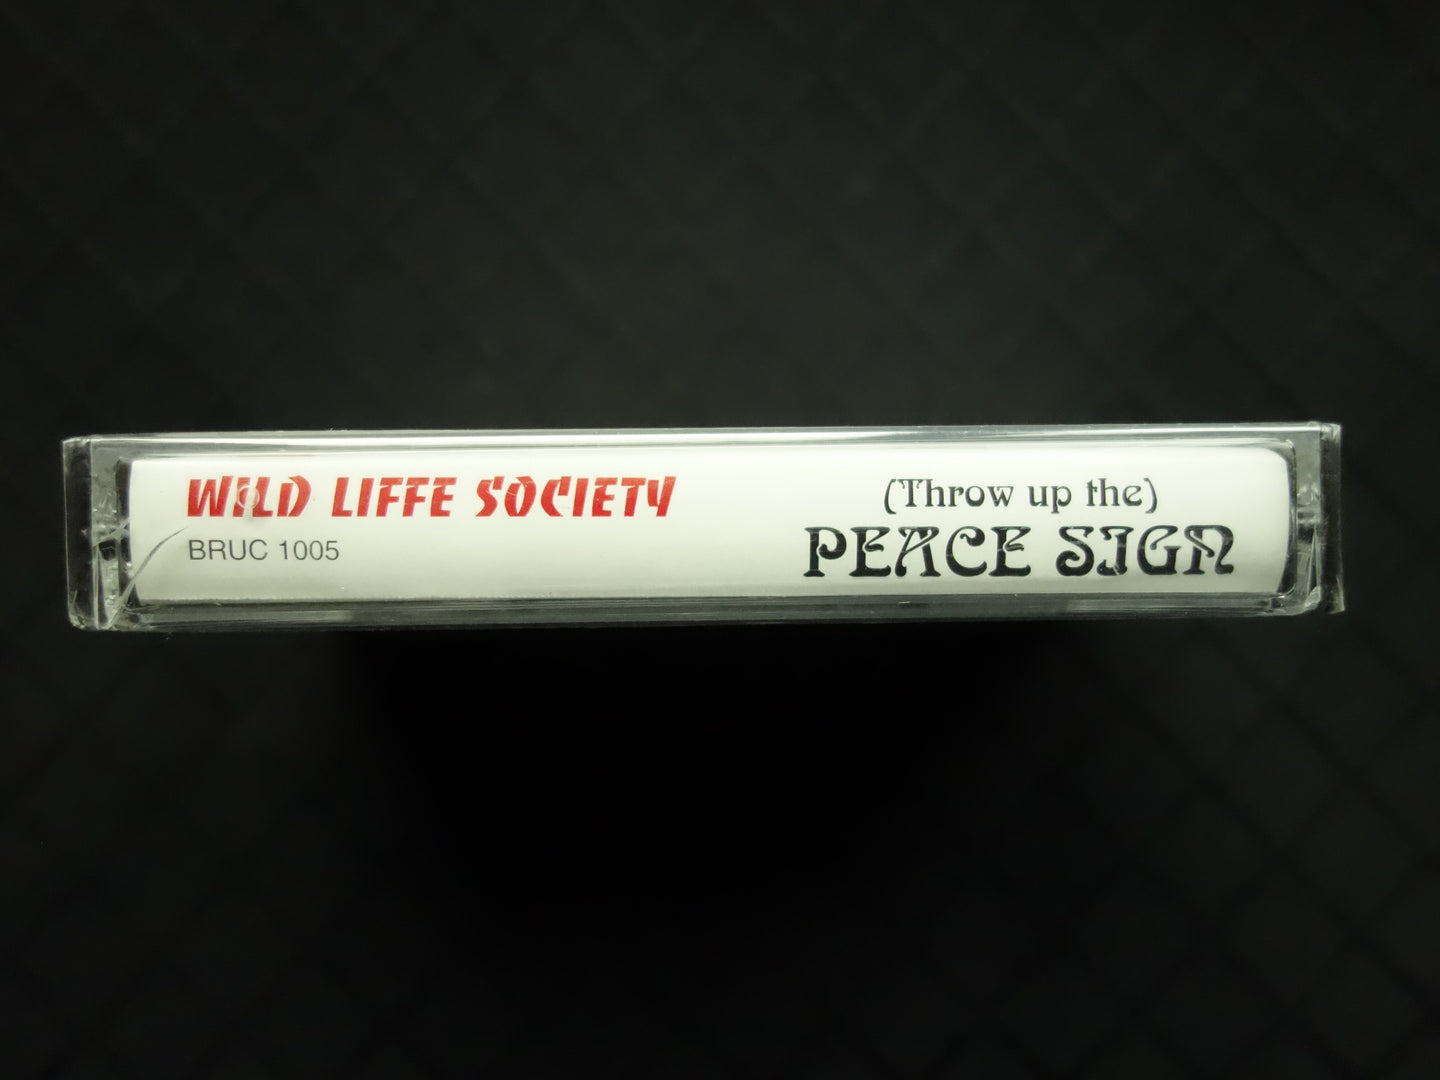 WILD LIFFE SOCIETY
BRUC 1005
(Throw up the)
PEACE SIGN